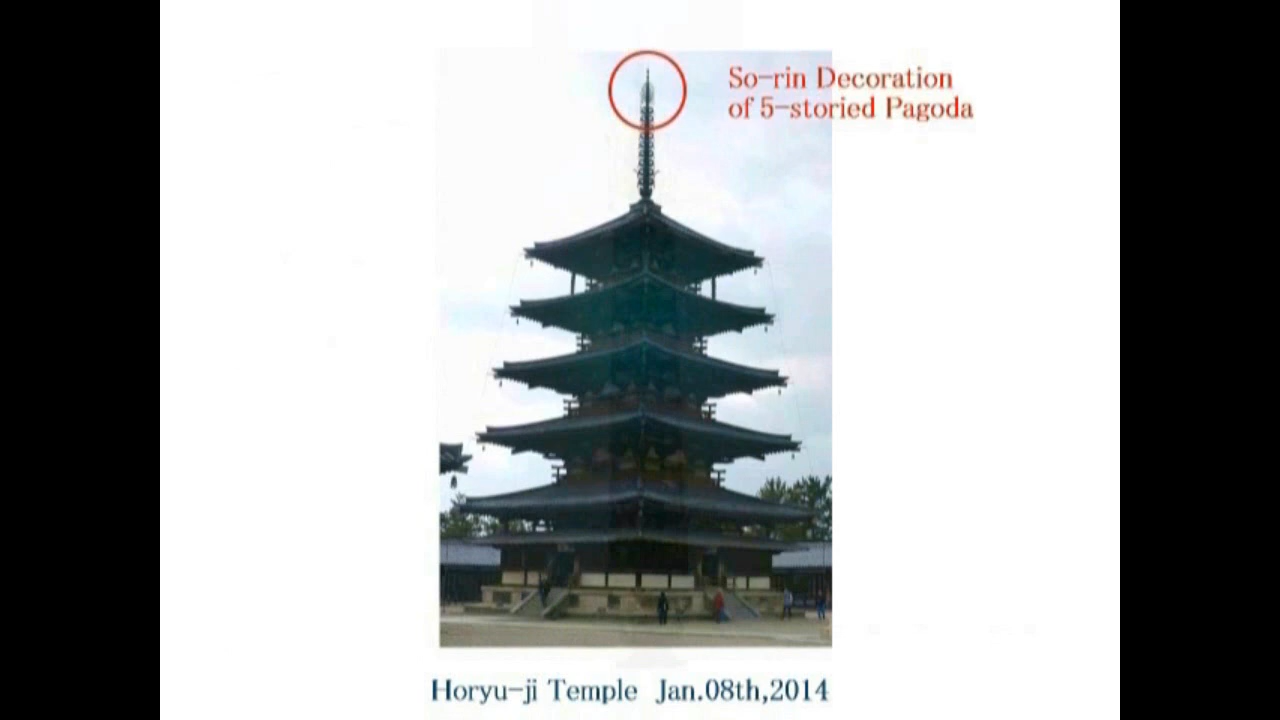 So-rin Decoration
of 5-storied Pagoda
Horyu-ji Temple Jan.08th,2014